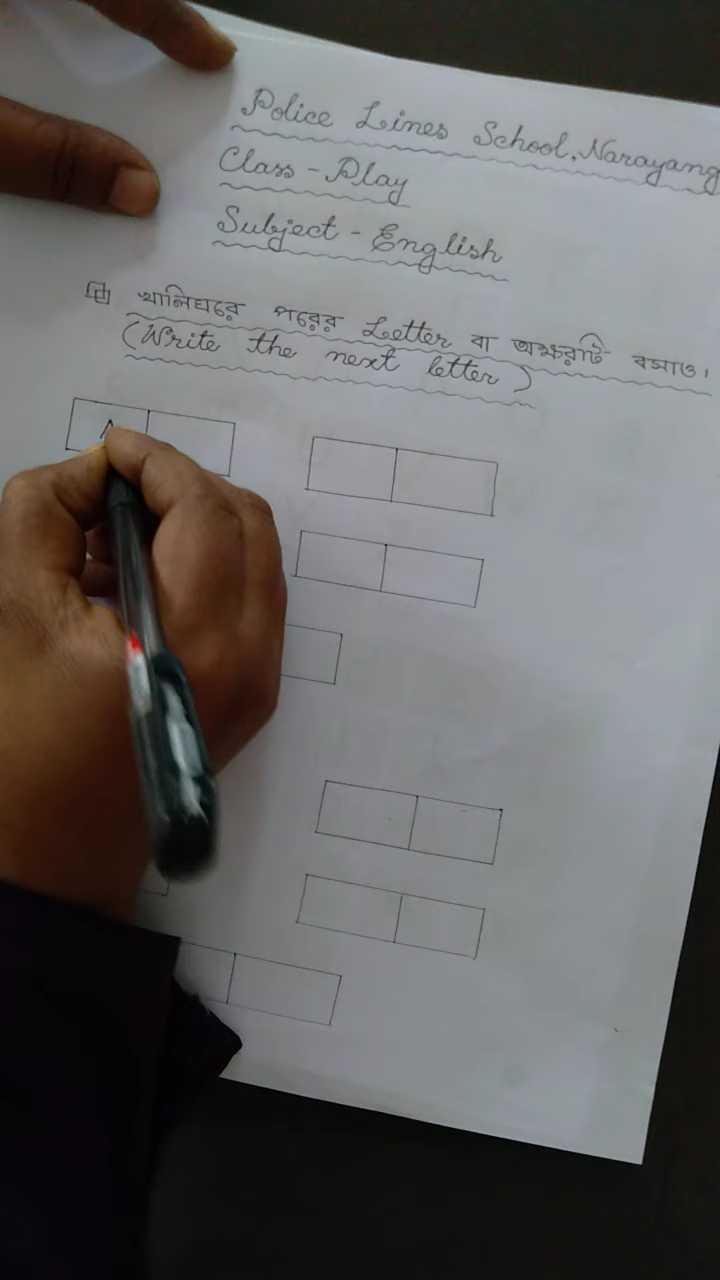 Police Lines School, Narayang
Class - Play
Subject - English
খালিঘরে পরের Letter বা অক্ষরটি বসাও।
(Write the next letter)